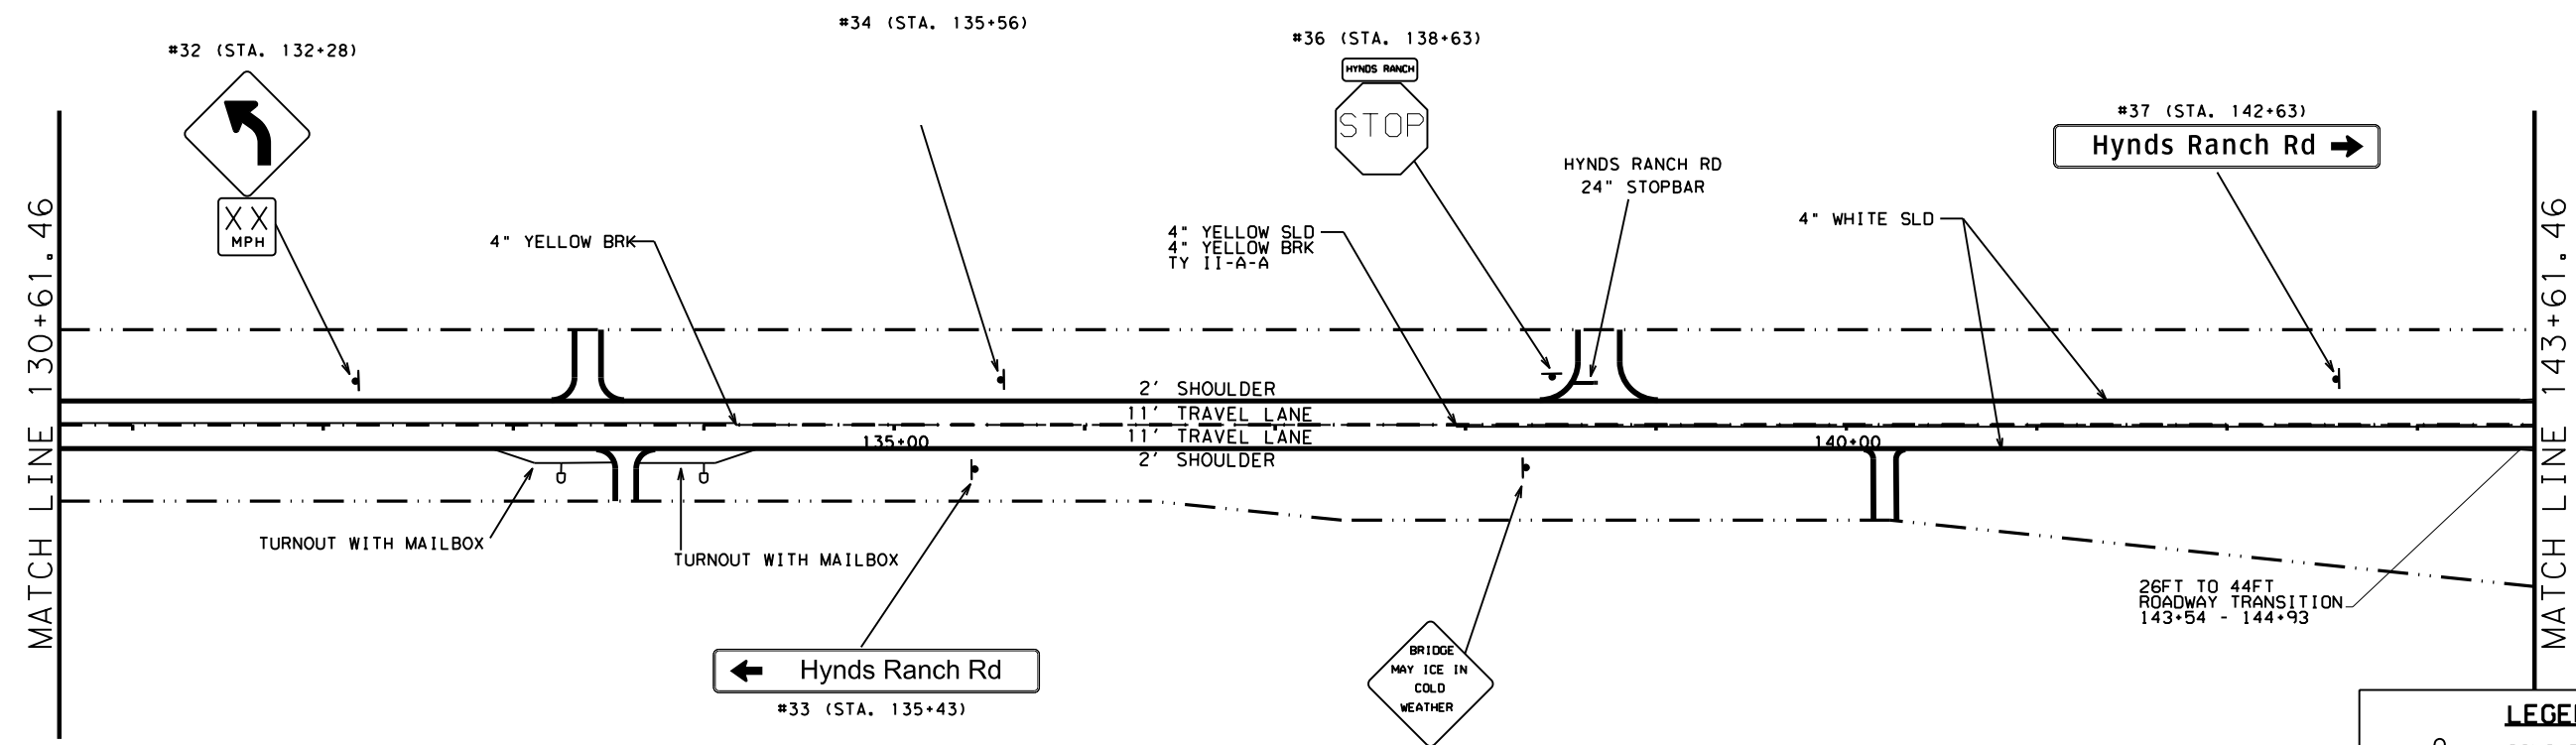 #34 (STA. 135+56)
#32 (STA. 132+28)
#36 (STA. 138+63)
HYNDS RANCH
STOP
#37 (STA. 142+63)
Hynds Ranch Rd
HYNDS RANCH RD
24" STOPBAR
XX
MPH
4" YELLOW BRK
4" YELLOW SLD
4" YELLOW BRK
TY II-A-A
4" WHITE SLD
MATCH LINE 130+61.46
MATCH LINE 143+61.46
2' SHOULDER
11' TRAVEL LANE
11' TRAVEL LANE
135+00
140+00
2' SHOULDER
TURNOUT WITH MAILBOX
TURNOUT WITH MAILBOX
26FT TO 44FT
ROADWAY TRANSITION
143+54 - 144+93
Hynds Ranch Rd
#33 (STA. 135+43)
BRIDGE
MAY ICE IN
COLD
WEATHER